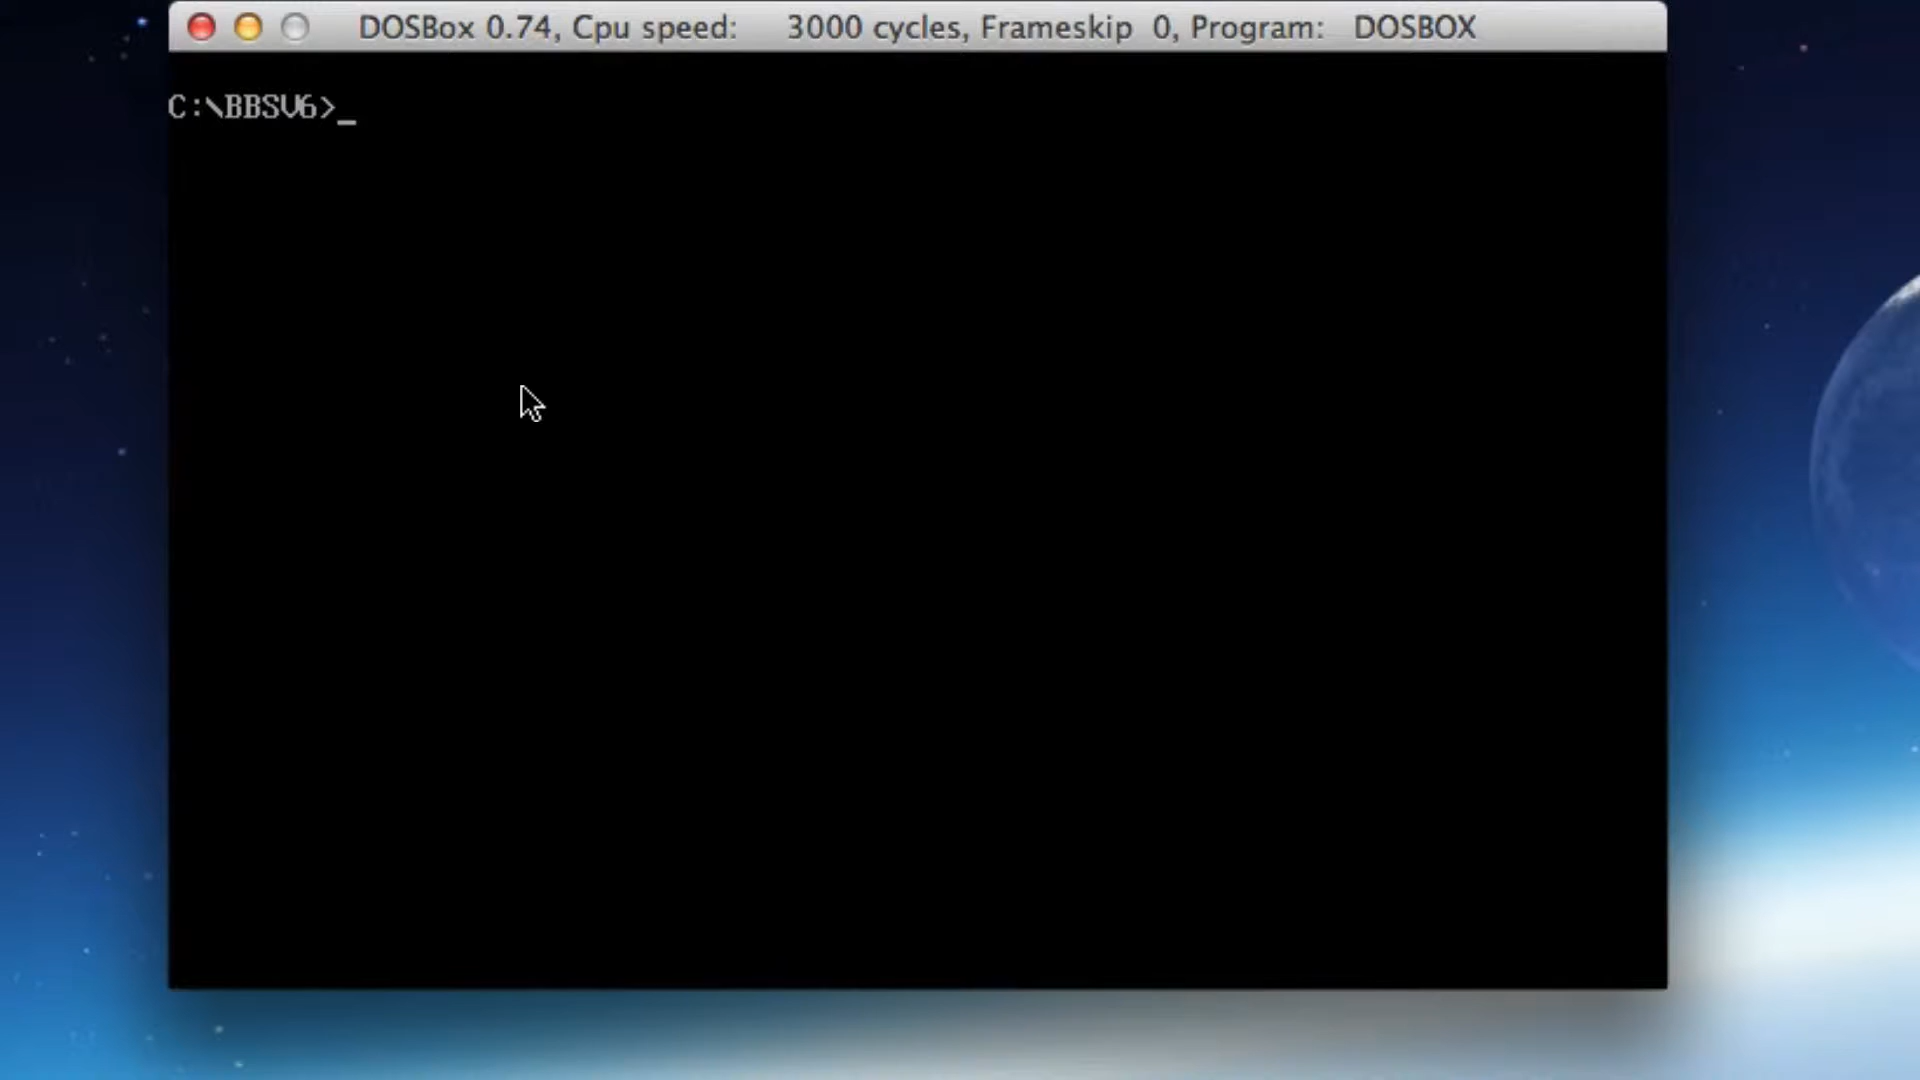 DOSBox 0.74, Cpu speed: 3000 cycles, Frameskip 0, Program: DOSBOX
C:\BBSV6>_